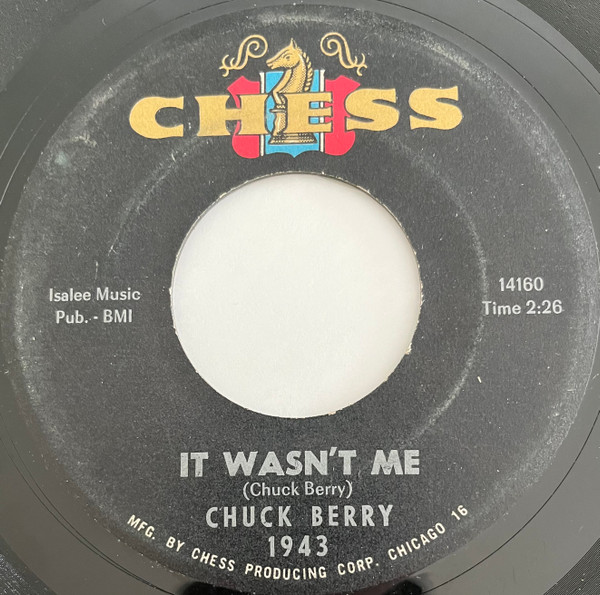 CHESS
Isalee Music
Pub. - BMI
14160
Time 2:26
IT WASN'T ME
(Chuck Berry)
CHUCK BERRY
1943
MFG. BY CHESS PRODUCING CORP. CHICAGO 16